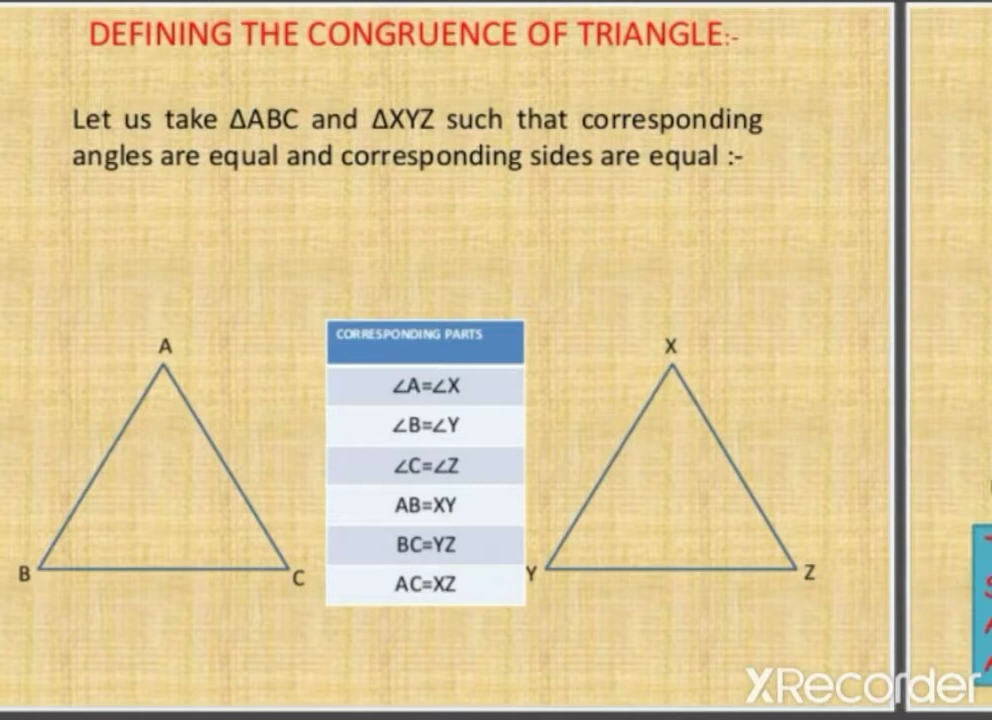 DEFINING THE CONGRUENCE OF TRIANGLE:-
Let us take ΔABC and ΔXYZ such that corresponding
angles are equal and corresponding sides are equal :-
A
B
C
CORRESPONDING PARTS
∠A=∠X
∠B=∠Y
∠C=∠Z
AB=XY
BC=YZ
AC=XZ
X
Y
Z
XRecorder